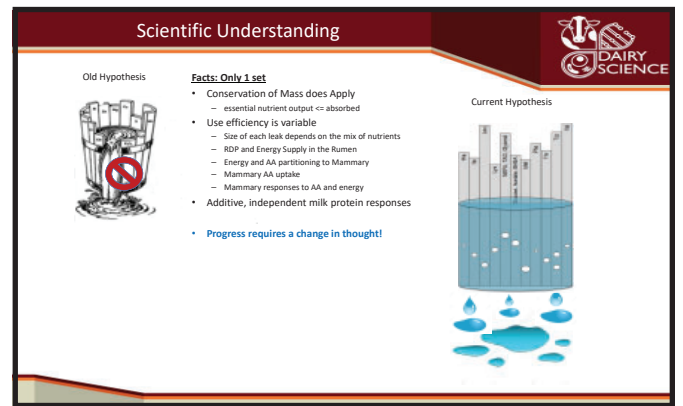 Scientific Understanding
DAIRY
SCIENCE
Old Hypothesis
Facts: Only 1 set
• Conservation of Mass does Apply
– essential nutrient output <= absorbed
• Use efficiency is variable
– Size of each leak depends on the mix of nutrients
– RDP and Energy Supply in the Rumen
– Energy and AA partitioning to Mammary
– Mammary AA uptake
– Mammary responses to AA and energy
• Additive, independent milk protein responses
• Progress requires a change in thought!
Current Hypothesis
Lys